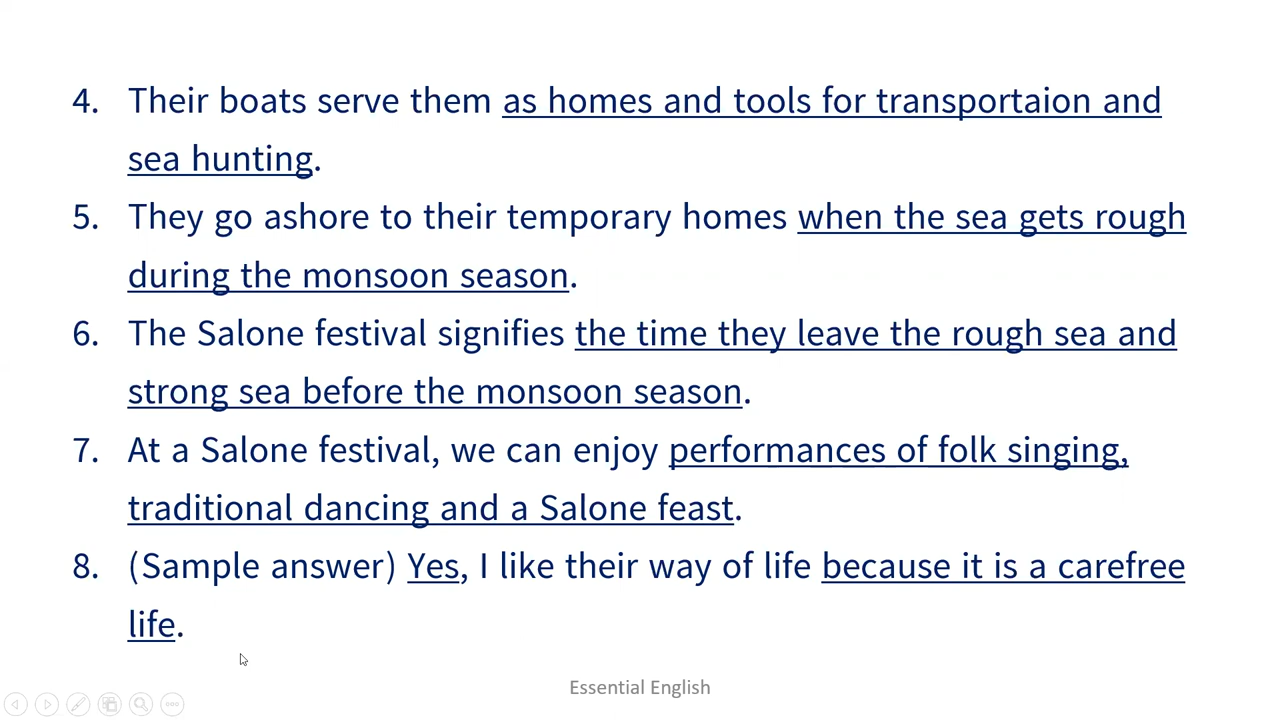 4. Their boats serve them as homes and tools for transportaion and
sea hunting.
5. They go ashore to their temporary homes when the sea gets rough
during the monsoon season.
6. The Salone festival signifies the time they leave the rough sea and
strong sea before the monsoon season.
7. At a Salone festival, we can enjoy performances of folk singing,
traditional dancing and a Salone feast.
8. (Sample answer) Yes, I like their way of life because it is a carefree
life.
Essential English